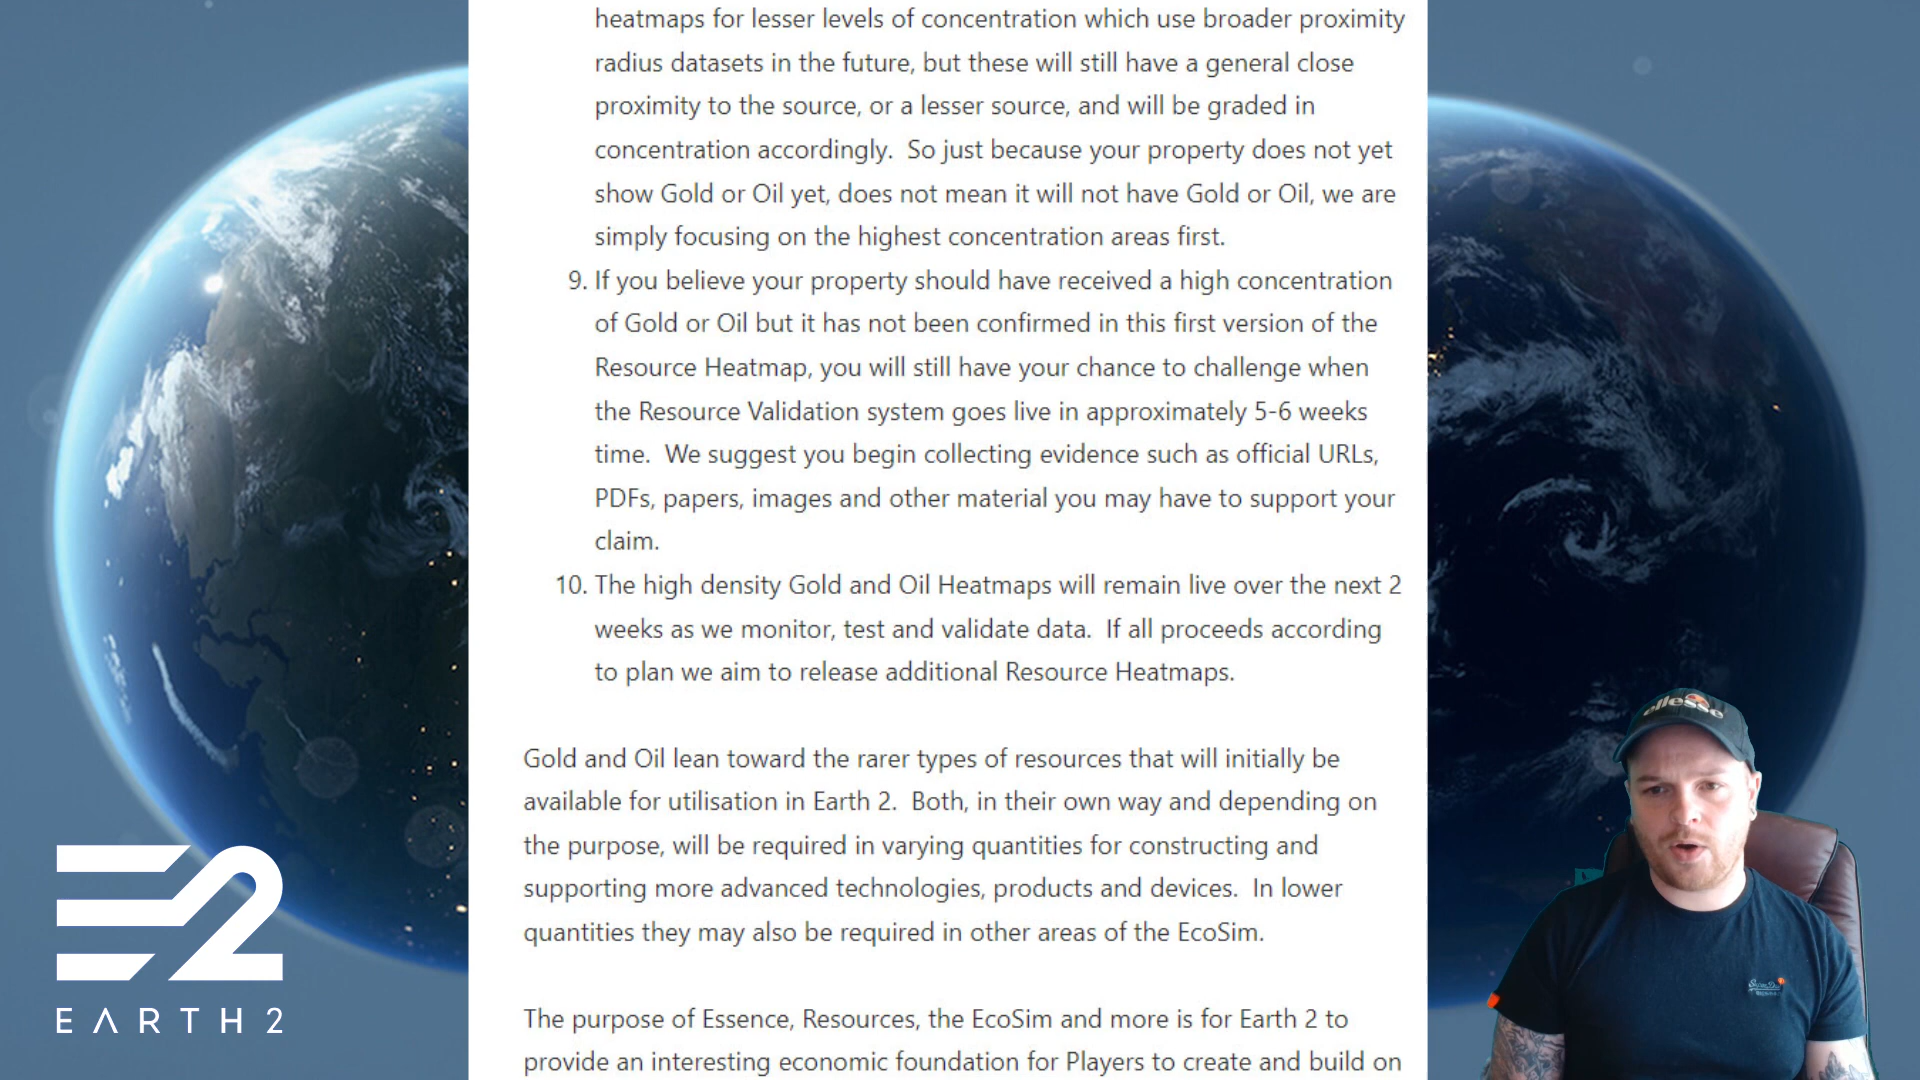 heatmaps for lesser levels of concentration which use broader proximity
radius datasets in the future, but these will still have a general close
proximity to the source, or a lesser source, and will be graded in
concentration accordingly.  So just because your property does not yet
show Gold or Oil yet, does not mean it will not have Gold or Oil, we are
simply focusing on the highest concentration areas first.
9. If you believe your property should have received a high concentration
of Gold or Oil but it has not been confirmed in this first version of the
Resource Heatmap, you will still have your chance to challenge when
the Resource Validation system goes live in approximately 5-6 weeks
time.  We suggest you begin collecting evidence such as official URLs,
PDFs, papers, images and other material you may have to support your
claim.
10. The high density Gold and Oil Heatmaps will remain live over the next 2
weeks as we monitor, test and validate data.  If all proceeds according
to plan we aim to release additional Resource Heatmaps.
Gold and Oil lean toward the rarer types of resources that will initially be
available for utilisation in Earth 2.  Both, in their own way and depending on
the purpose, will be required in varying quantities for constructing and
supporting more advanced technologies, products and devices.  In lower
quantities they may also be required in other areas of the EcoSim.
The purpose of Essence, Resources, the EcoSim and more is for Earth 2 to
provide an interesting economic foundation for Players to create and build on
E2
EARTH 2
ellesse